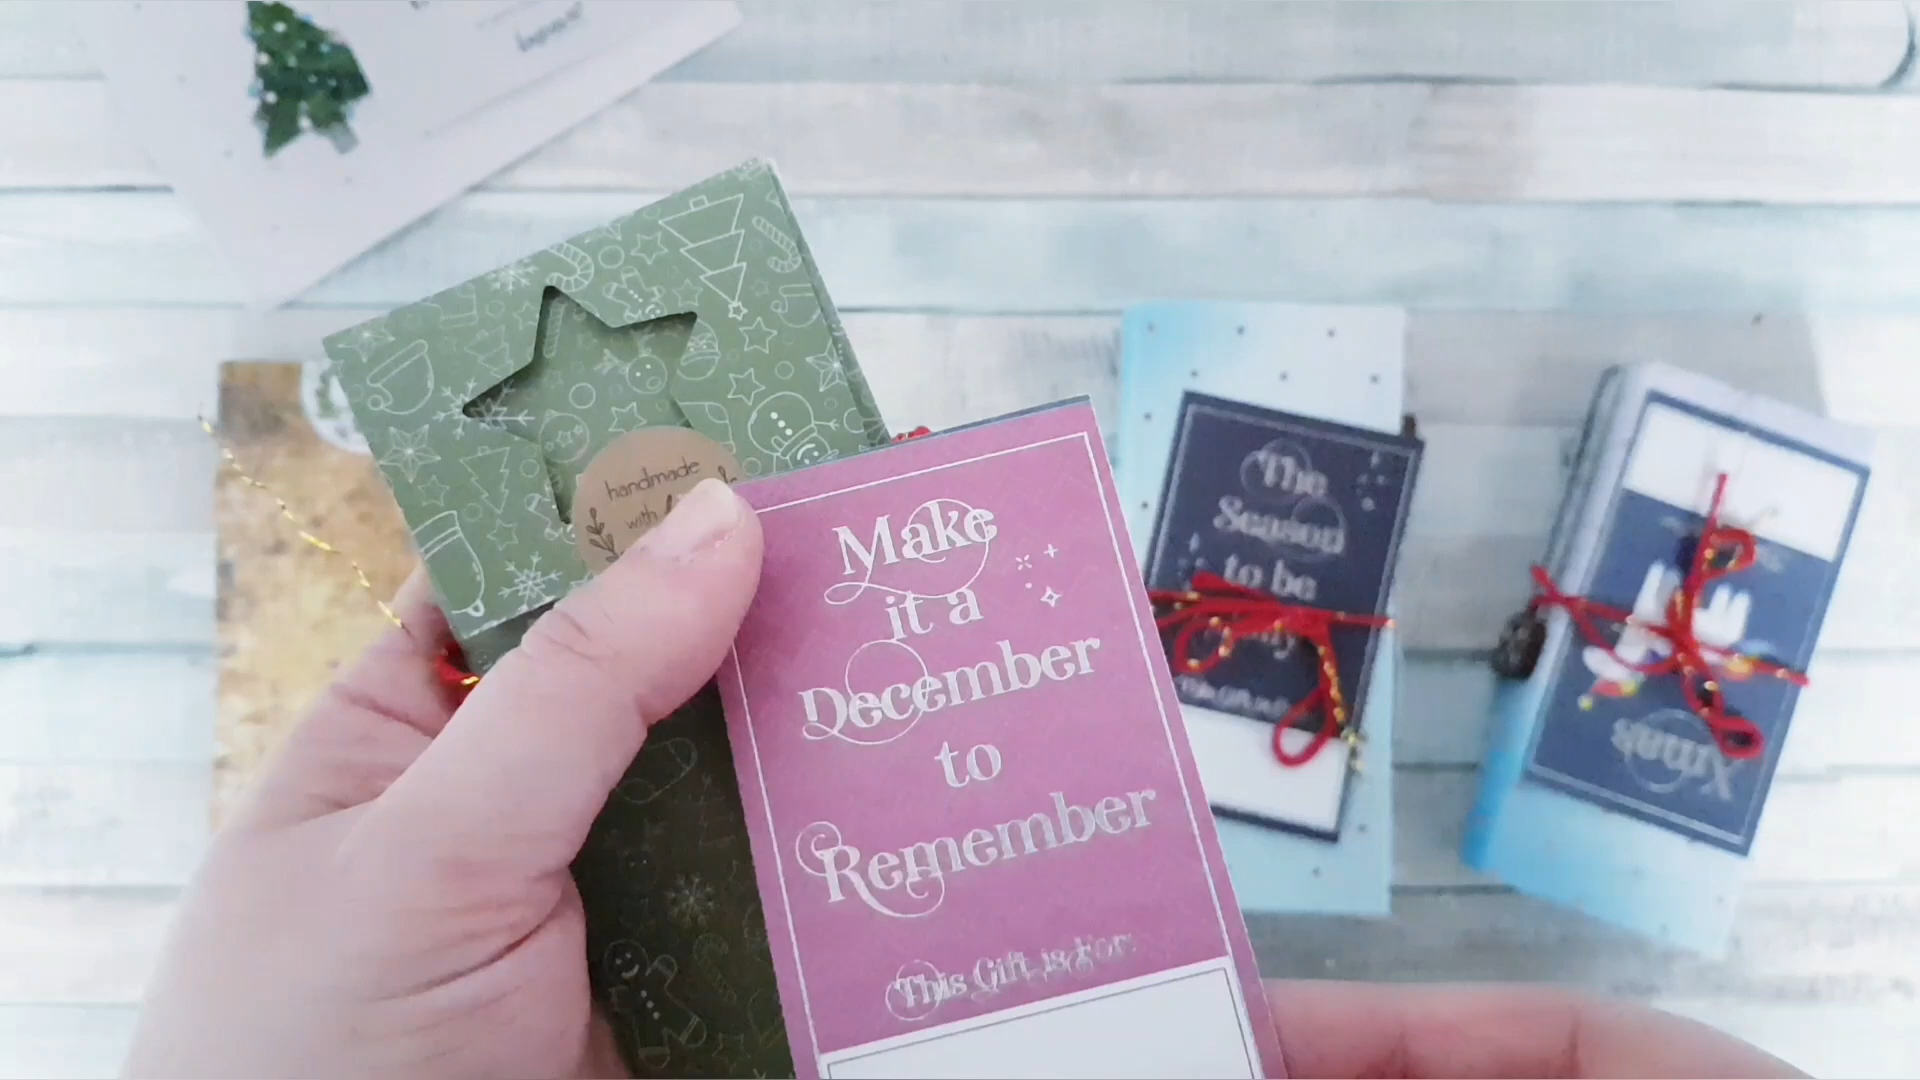 handmade
with
Make
it a
December
to
Remember
This Gift is For:
The
Season
to be
Xmas